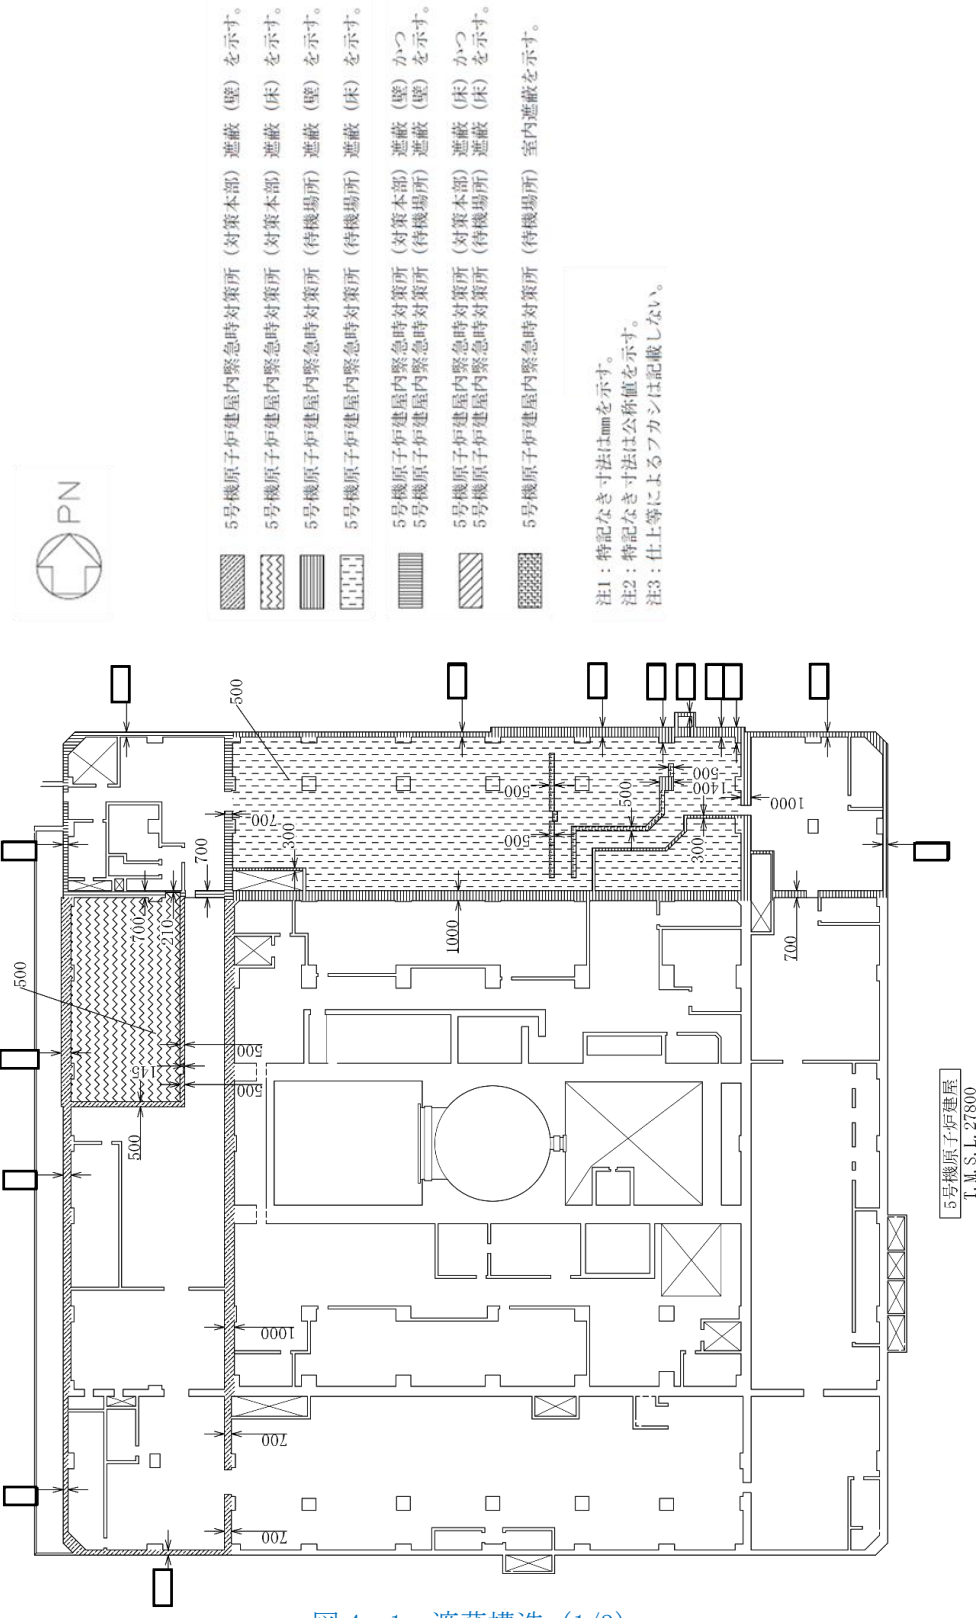 PN
5号機原子炉建屋内緊急時対策所（対策本部）遮蔽（壁）を示す。
5号機原子炉建屋内緊急時対策所（対策本部）遮蔽（床）を示す。
5号機原子炉建屋内緊急時対策所（待機場所）遮蔽（壁）を示す。
5号機原子炉建屋内緊急時対策所（待機場所）遮蔽（床）を示す。
5号機原子炉建屋内緊急時対策所（対策本部）遮蔽（壁）かつ
5号機原子炉建屋内緊急時対策所（待機場所）遮蔽（壁）を示す。
5号機原子炉建屋内緊急時対策所（対策本部）遮蔽（床）かつ
5号機原子炉建屋内緊急時対策所（待機場所）遮蔽（床）を示す。
5号機原子炉建屋内緊急時対策所（待機場所）室内遮蔽を示す。
注1：特記なき寸法はmmを示す。
注2：特記なき寸法は公称値を示す。
注3：仕上等によるフカシは記載しない。
500
500
500
1400
1000
500
700
300
500
300
700
700
210
1000
700
500
500
145
500
500
1000
700
700
5号機原子炉建屋
T.M.S.L.27800